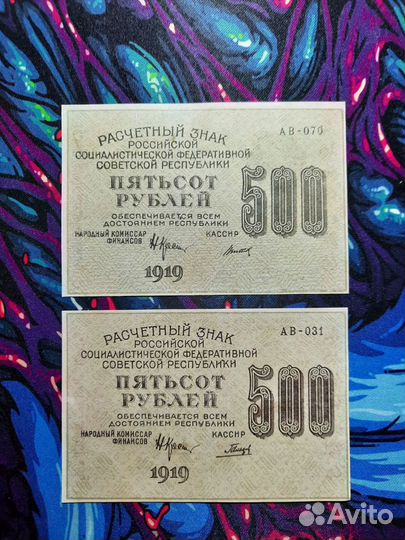 РАСЧЕТНЫЙ ЗНАК
АВ-070
РОССИЙСКОЙ
СОЦИАЛИСТИЧЕСКОЙ ФЕДЕРАТИВНОЙ
СОВЕТСКОЙ РЕСПУБЛИКИ
ПЯТЬСОТ
РУБЛЕЙ
500
ОБЕСПЕЧИВАЕТСЯ ВСЕМ
ДОСТОЯНИЕМ РЕСПУБЛИКИ
НАРОДНЫЙ КОМИССАР
ФИНАНСОВ
КАССИР
1919
РАСЧЕТНЫЙ ЗНАК
АВ-031
РОССИЙСКОЙ
СОЦИАЛИСТИЧЕСКОЙ ФЕДЕРАТИВНОЙ
СОВЕТСКОЙ РЕСПУБЛИКИ
ПЯТЬСОТ
РУБЛЕЙ
500
ОБЕСПЕЧИВАЕТСЯ ВСЕМ
ДОСТОЯНИЕМ РЕСПУБЛИКИ
НАРОДНЫЙ КОМИССАР
ФИНАНСОВ
КАССИР
1919
Avito